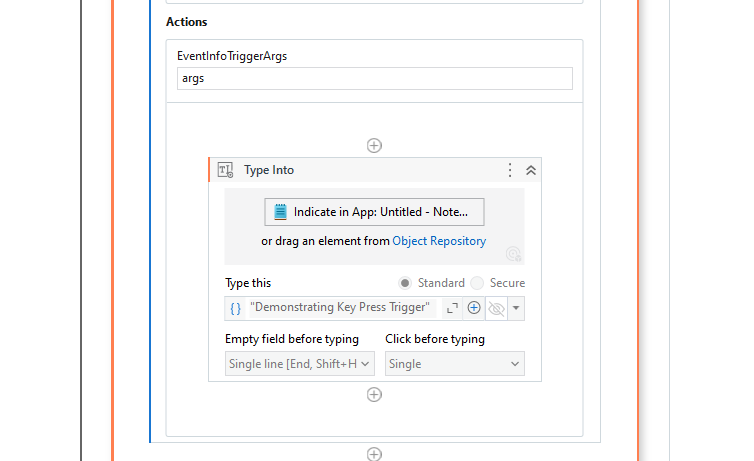 Actions
EventInfoTriggerArgs
args
Type Into
Indicate in App: Untitled - Note...
or drag an element from Object Repository
Type this
Standard
Secure
{} "Demonstrating Key Press Trigger"
Empty field before typing
Click before typing
Single line [End, Shift+H
Single